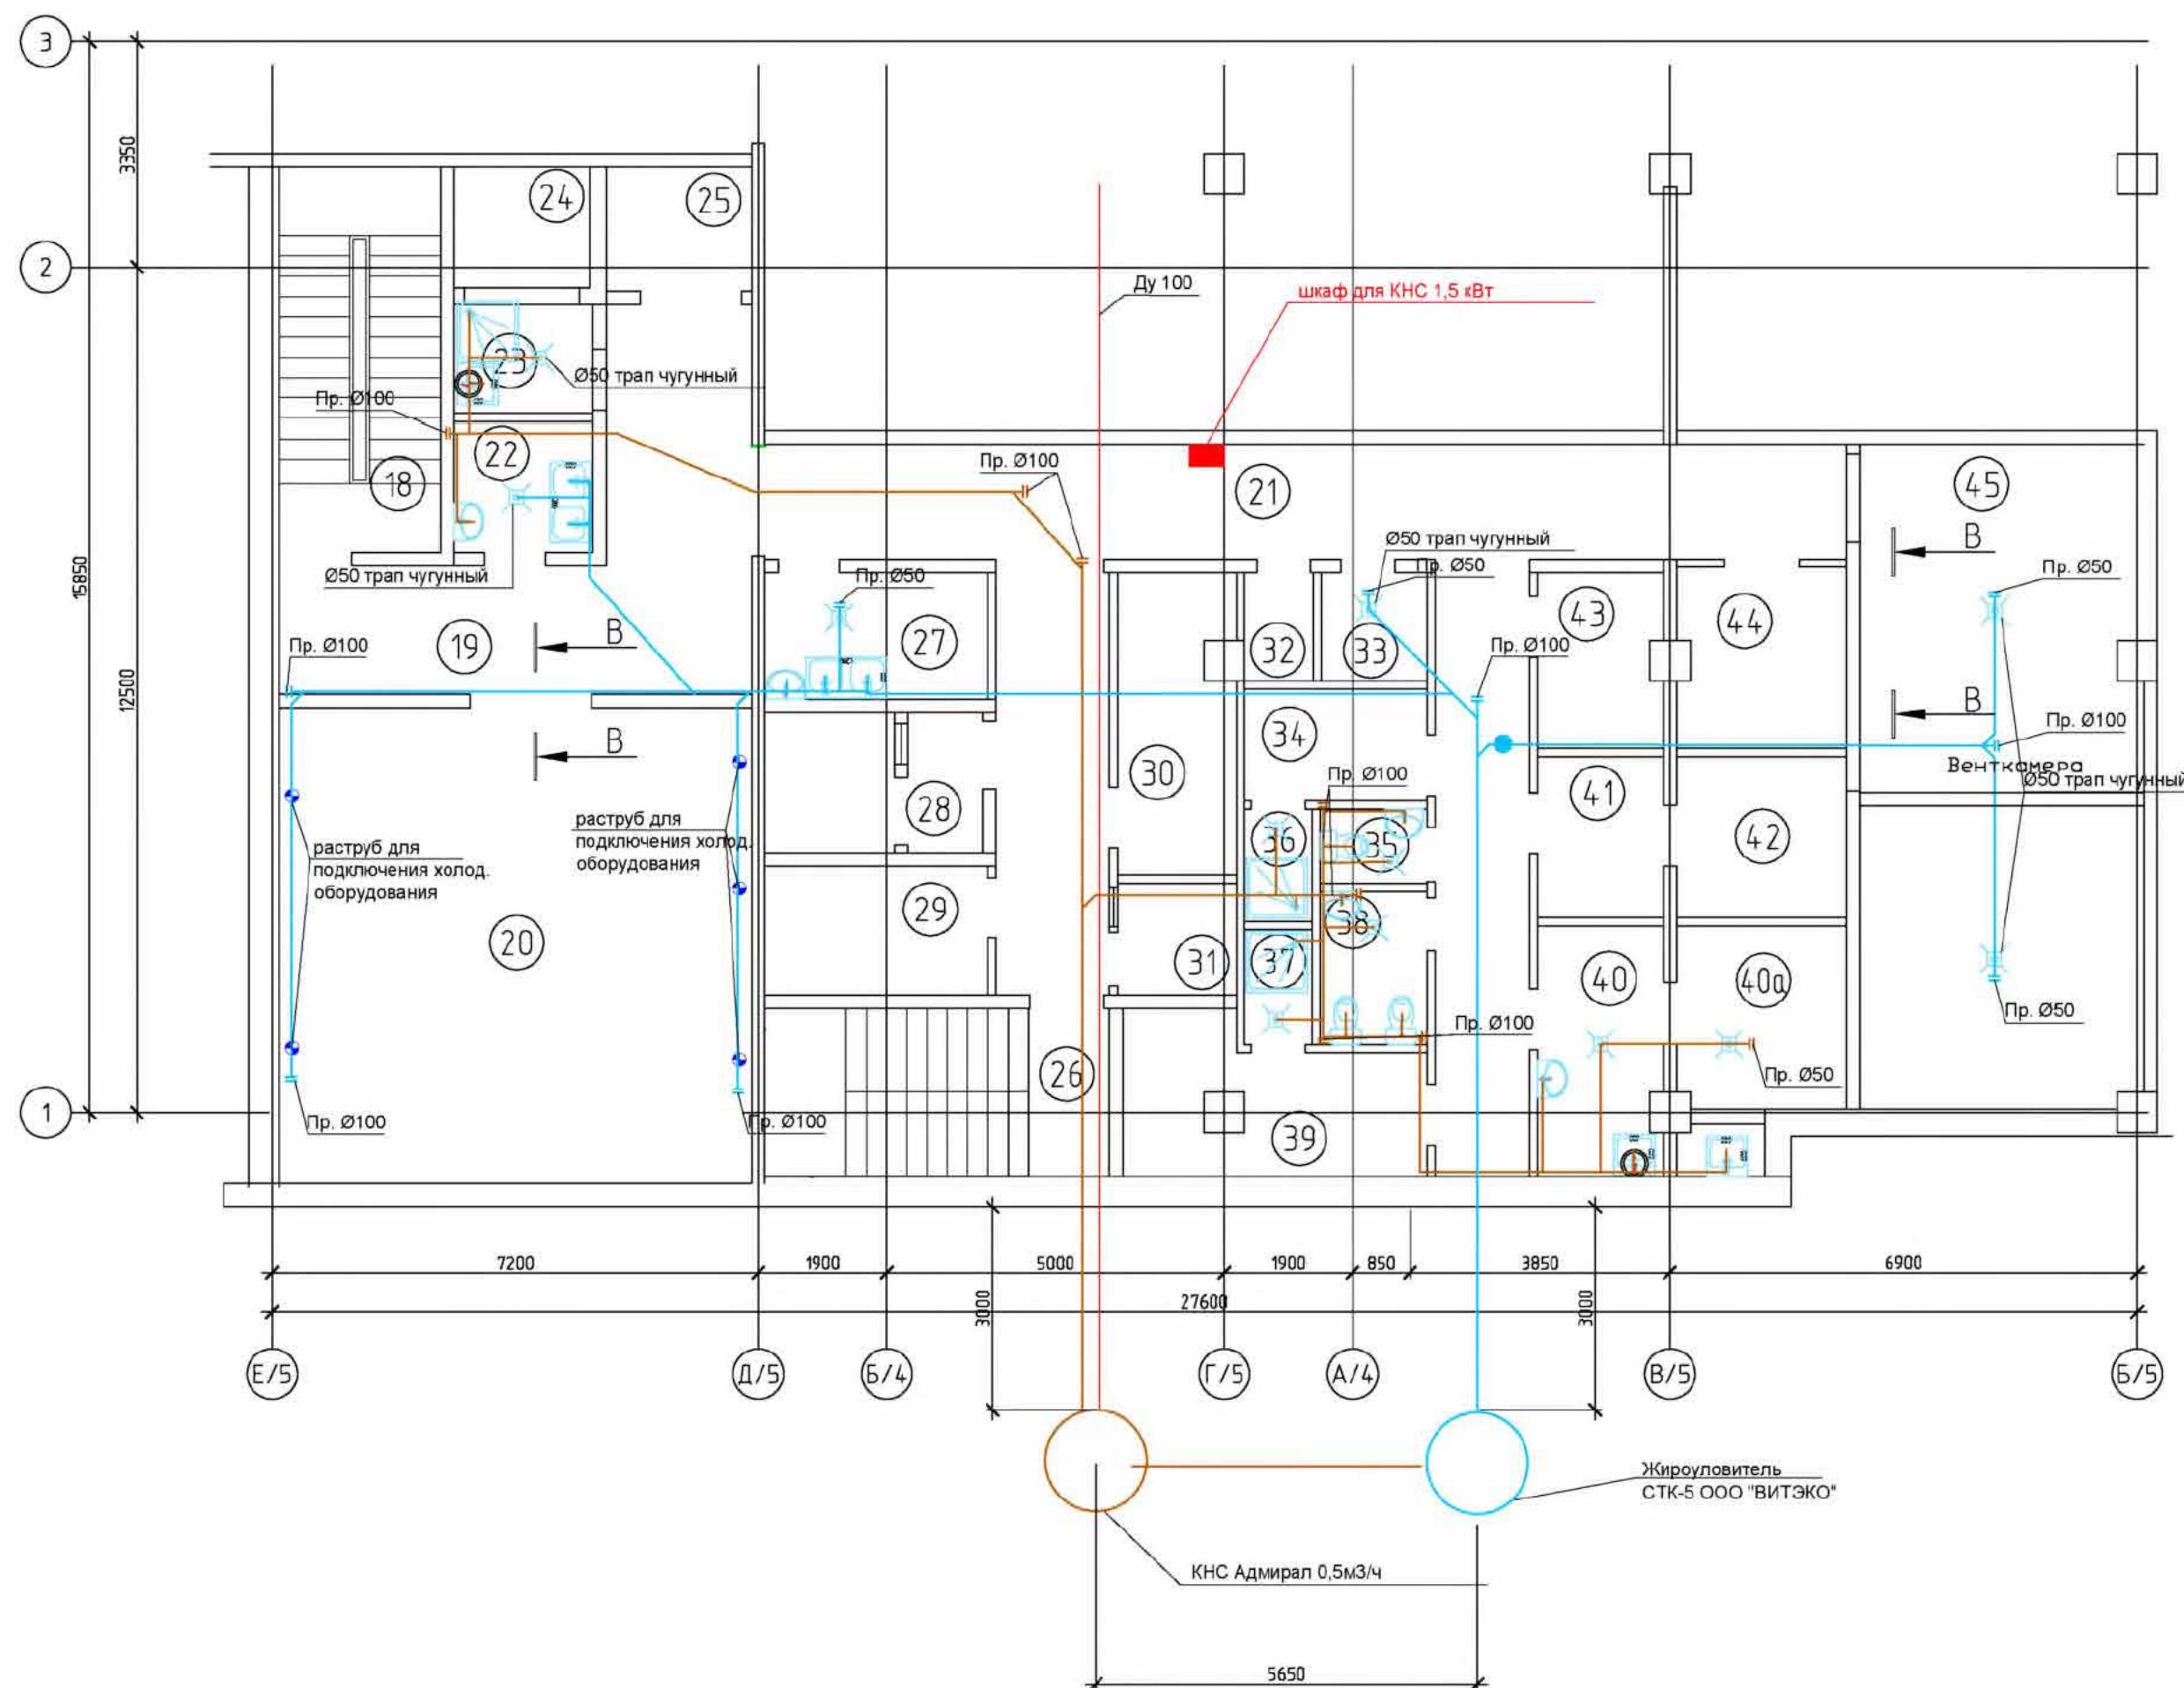 3
3350
24
25
2
Ду 100
шкаф для КНС 1,5 кВт
23
Ø50 трап чугунный
Пр. Ø100
22
18
Пр. Ø100
21
45
В
Ø50 трап чугунный
Пр. Ø50
Пр. Ø50
Ø50 трап чугунный
Пр. Ø50
15850
12500
19
В
27
32
33
43
44
Пр. Ø100
Пр. Ø100
В
Пр. Ø100
В
34
30
Пр. Ø100
41
Венткамера
Ø50 трап чугунный
28
36
35
42
раструб для
подключения холод.
оборудования
раструб для
подключения холод.
оборудования
29
38
20
31
37
40
40а
Пр. Ø50
Пр. Ø100
26
Пр. Ø50
1
Пр. Ø100
Пр. Ø100
39
7200
1900
5000
1900
850
3850
6900
3000
27600
3000
Е/5
Д/5
Б/4
Г/5
А/4
В/5
Б/5
Жироуловитель
СТК-5 ООО "ВИТЭКО"
КНС Адмирал 0,5м3/ч
5650